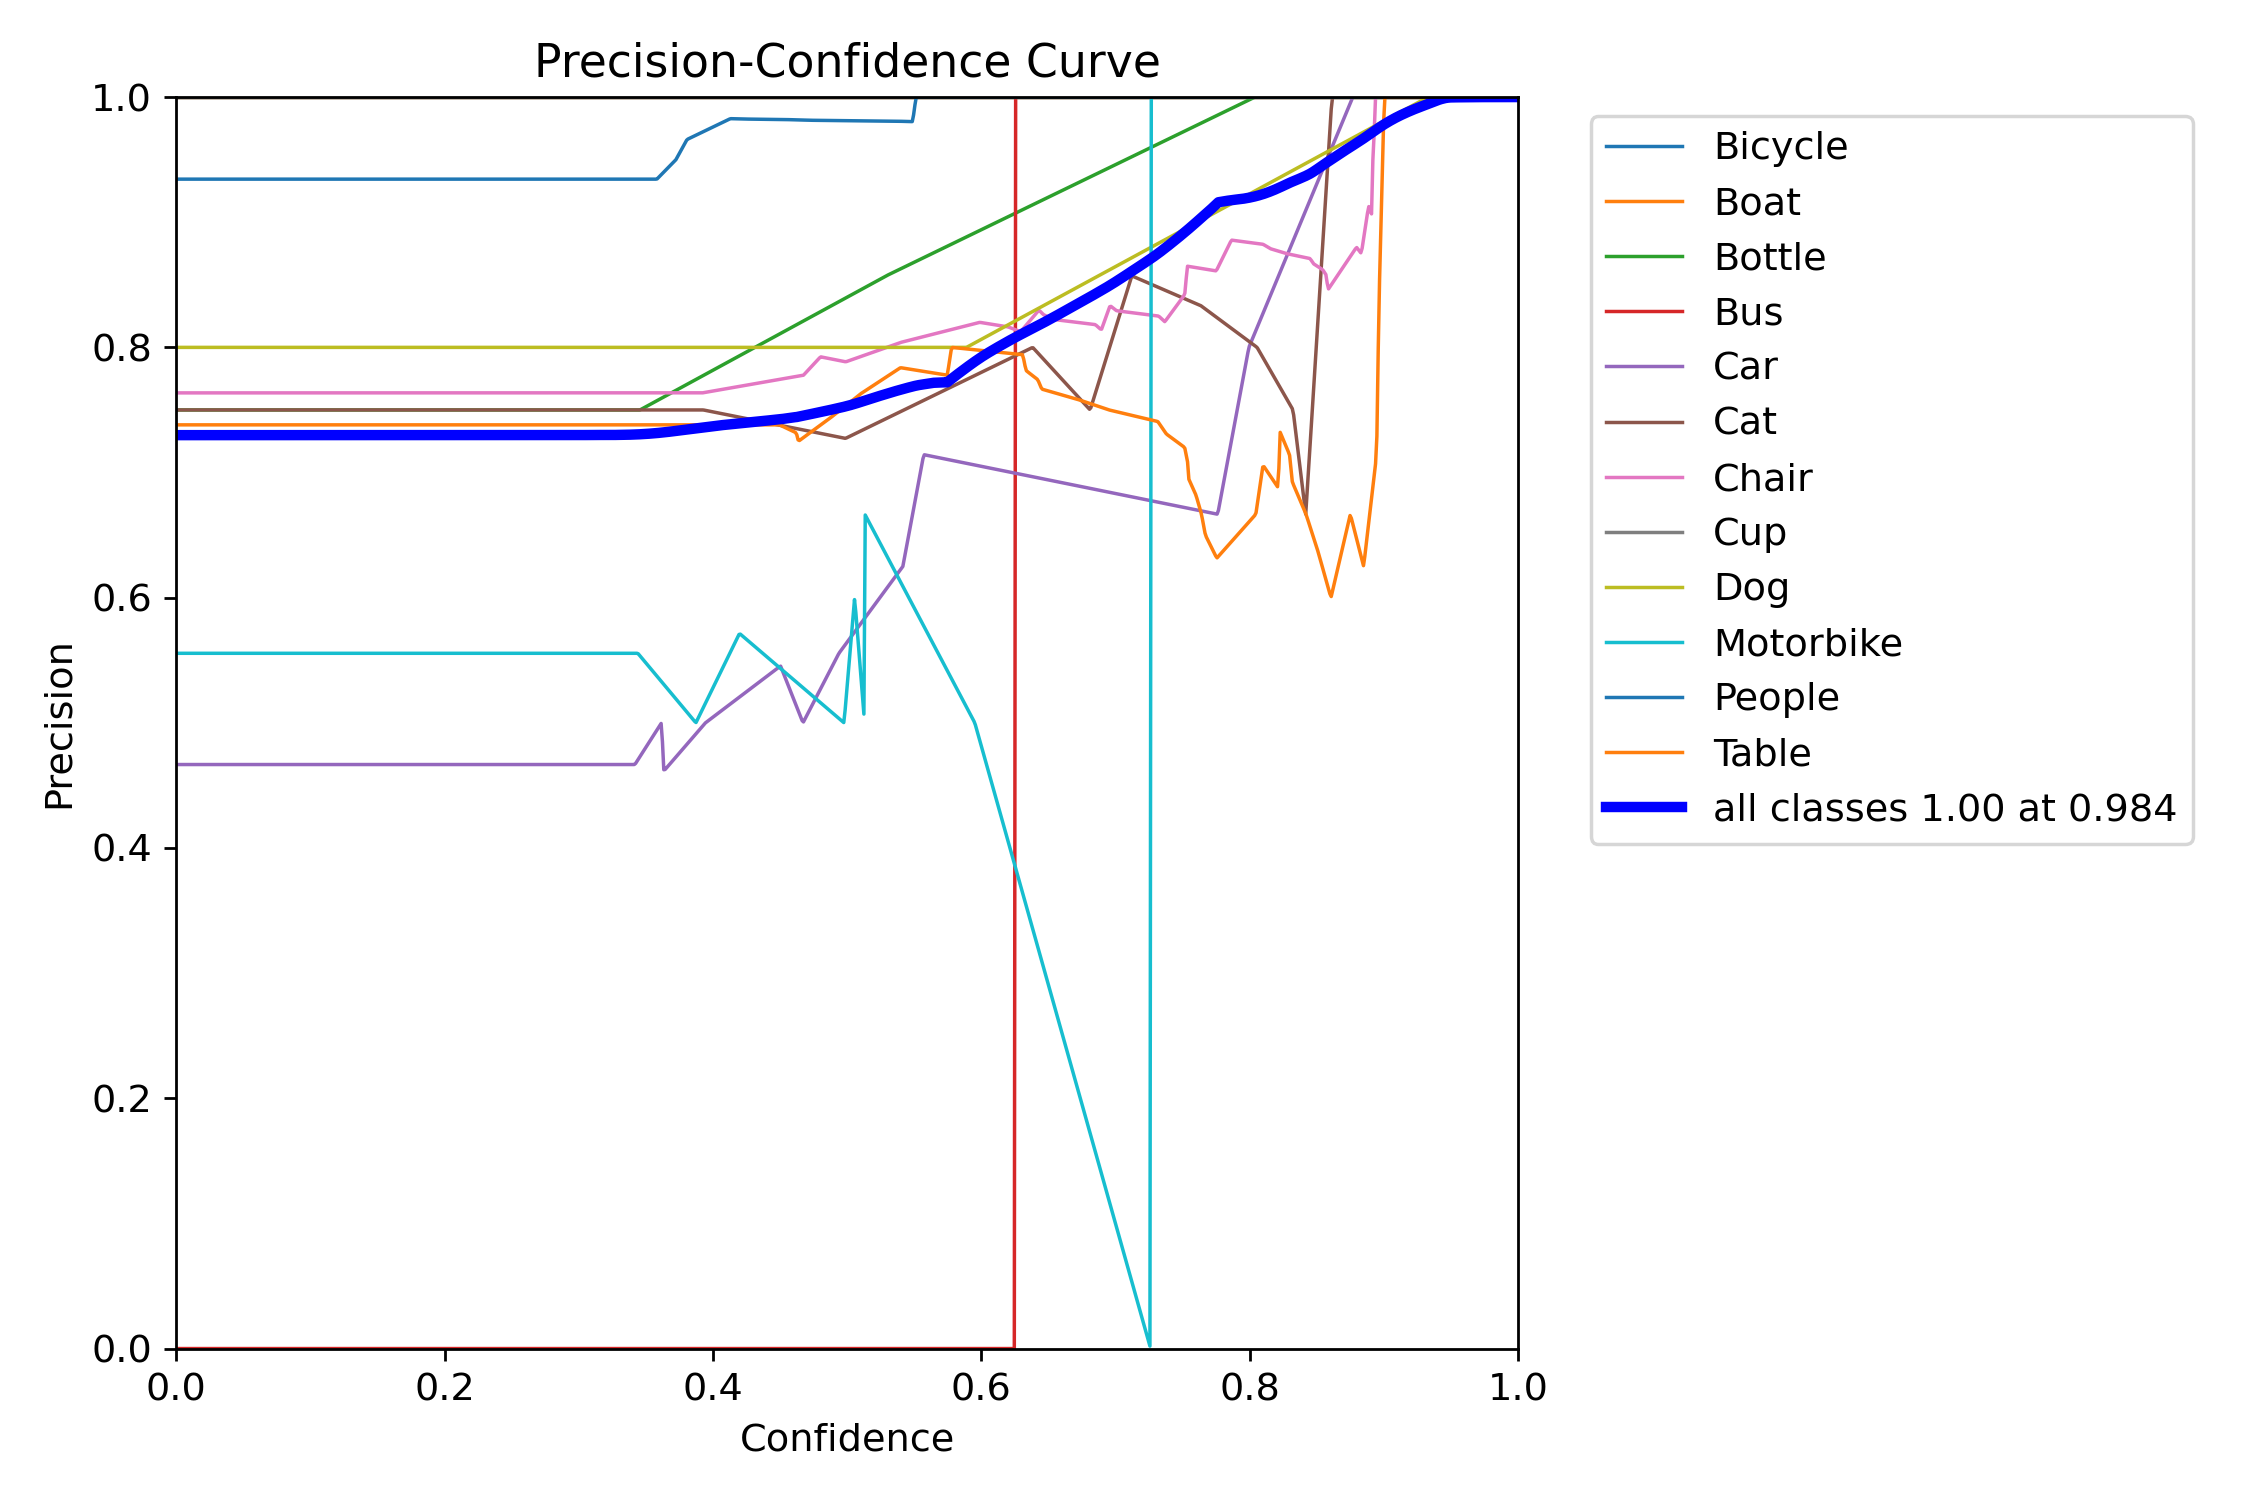 Precision-Confidence Curve
1.0
0.8
0.6
0.4
0.2
0.0
Precision
0.0 0.2 0.4 0.6 0.8 1.0
Confidence
Bicycle
Boat
Bottle
Bus
Car
Cat
Chair
Cup
Dog
Motorbike
People
Table
all classes 1.00 at 0.984